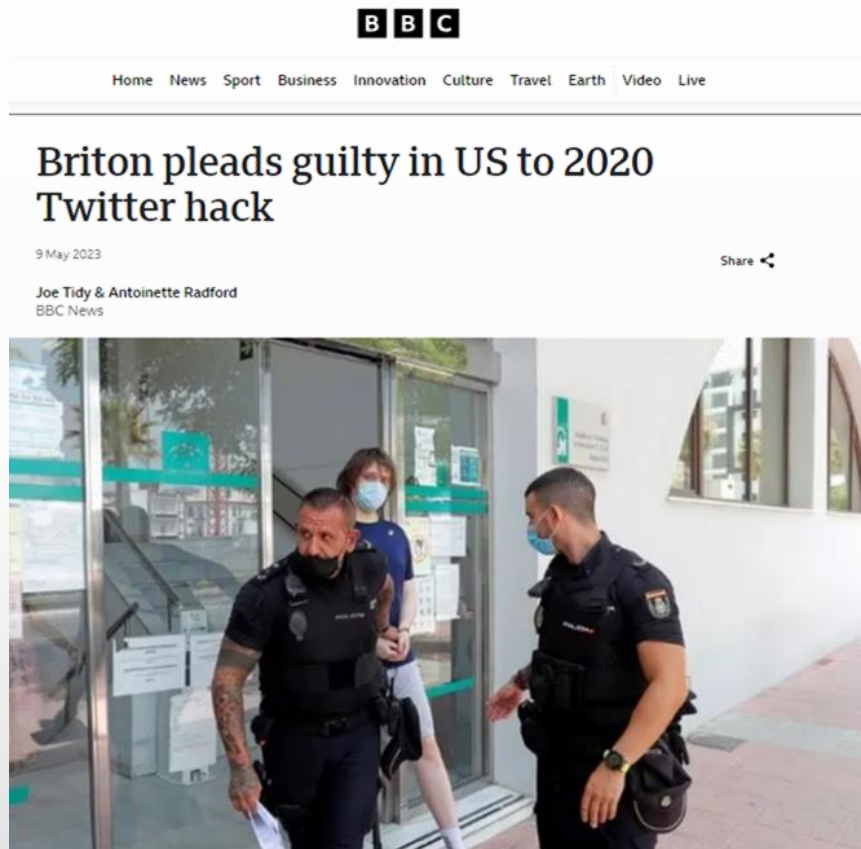 BBC
Home News Sport Business Innovation Culture Travel Earth Video Live
Briton pleads guilty in US to 2020
Twitter hack
9 May 2023
Share
Joe Tidy & Antoinette Radford
BBC News